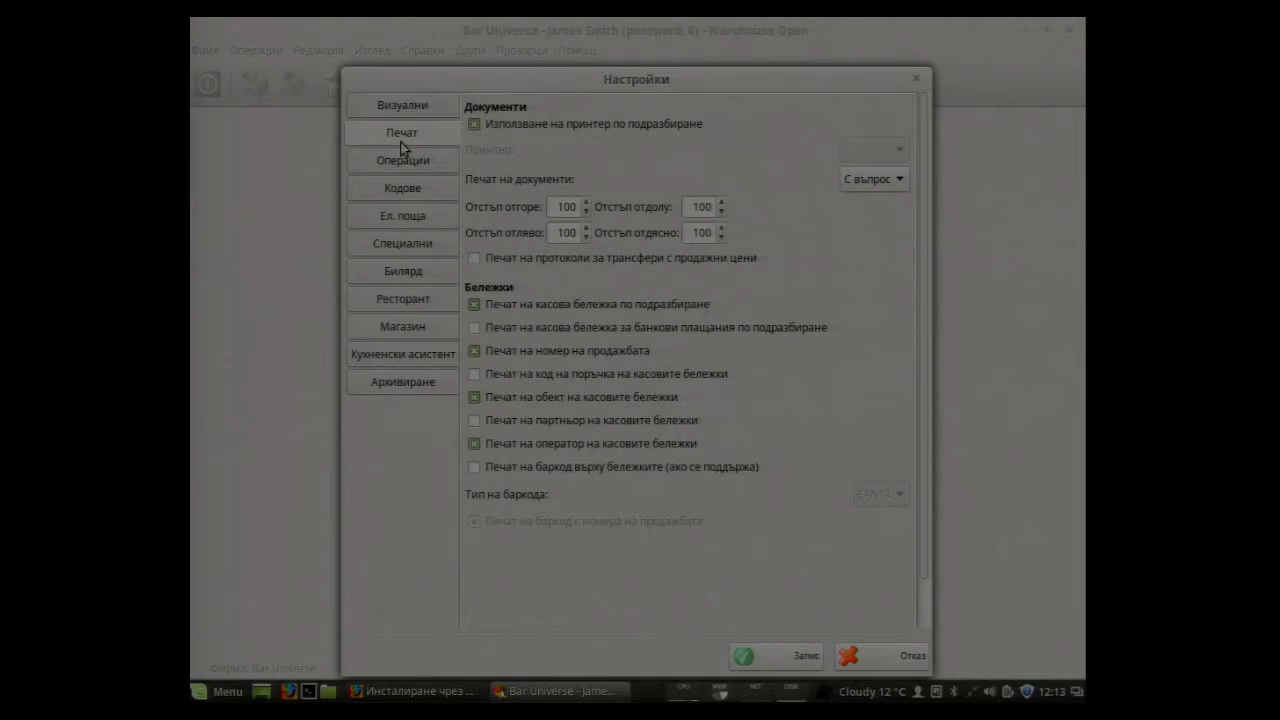 Bar Universe - James Smith (password: 0) - Warehouse Open
Файл Операции Редакция Изглед Справки Други Прозорци Помощ
Настройки
Визуални
Печат
Операции
Кодове
Ел. поща
Специални
Билярд
Ресторант
Магазин
Кухненски асистент
Архивиране
Документи
Използване на принтер по подразбиране
Принтер:
Печат на документи: С въпрос
Отстъп отгоре: 100 Отстъп отдолу: 100
Отстъп отляво: 100 Отстъп отдясно: 100
Печат на протоколи за трансфери с продажни цени
Бележки
Печат на касова бележка по подразбиране
Печат на касова бележка за банкови плащания по подразбиране
Печат на номер на продажбата
Печат на код на поръчка на касовите бележки
Печат на обект на касовите бележки
Печат на партньор на касовите бележки
Печат на оператор на касовите бележки
Печат на баркод върху бележките (ако се поддържа)
Тип на баркода: EAN13
Печат на баркод с номера на продажбата
Запис Отказ
Фирма: Bar Universe
Menu Инсталиране чрез ... Bar Universe - Jame... CPU MEM NET DISK Cloudy 12 °C 12:13